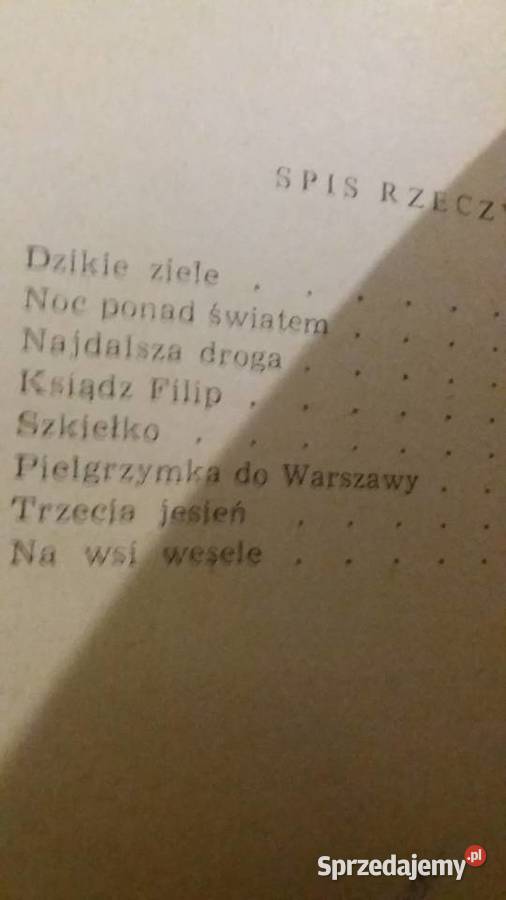 SPIS RZECZY
Dzikie ziele . . . . . .
Noc ponad światem . . . .
Najdalsza droga . . . . .
Ksiądz Filip . . . . . .
Szkiełko . . . . . . .
Pielgrzymka do Warszawy . .
Trzecia jesień . . . . .
Na wsi wesele . . . . .
Sprzedajemy.pl